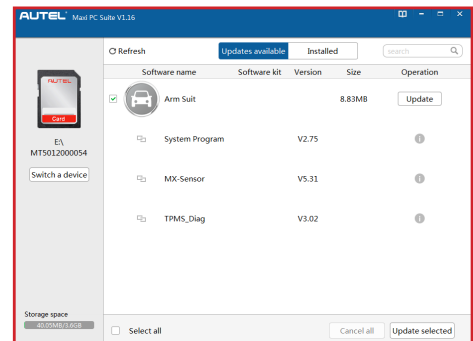 AUTEL Maxi PC Suite V1.16
Refresh
Updates available
Installed
search
Software name Software kit Version Size Operation
AUTEL
Card
E:\
MT5012000054
Switch a device
Arm Suit 8.83MB Update
System Program V2.75
MX-Sensor V5.31
TPMS_Diag V3.02
Storage space
40.05MB/3.6GB
Select all
Cancel all
Update selected